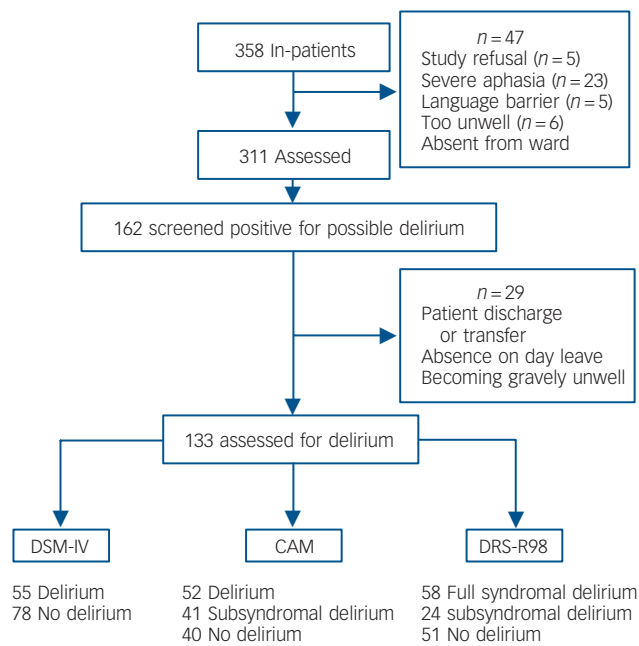 358 In-patients
n = 47
Study refusal (n = 5)
Severe aphasia (n = 23)
Language barrier (n = 5)
Too unwell (n = 6)
Absent from ward
311 Assessed
162 screened positive for possible delirium
n = 29
Patient discharge
or transfer
Absence on day leave
Becoming gravely unwell
133 assessed for delirium
DSM-IV
55 Delirium
78 No delirium
CAM
52 Delirium
41 Subsyndromal delirium
40 No delirium
DRS-R98
58 Full syndromal delirium
24 subsyndromal delirium
51 No delirium